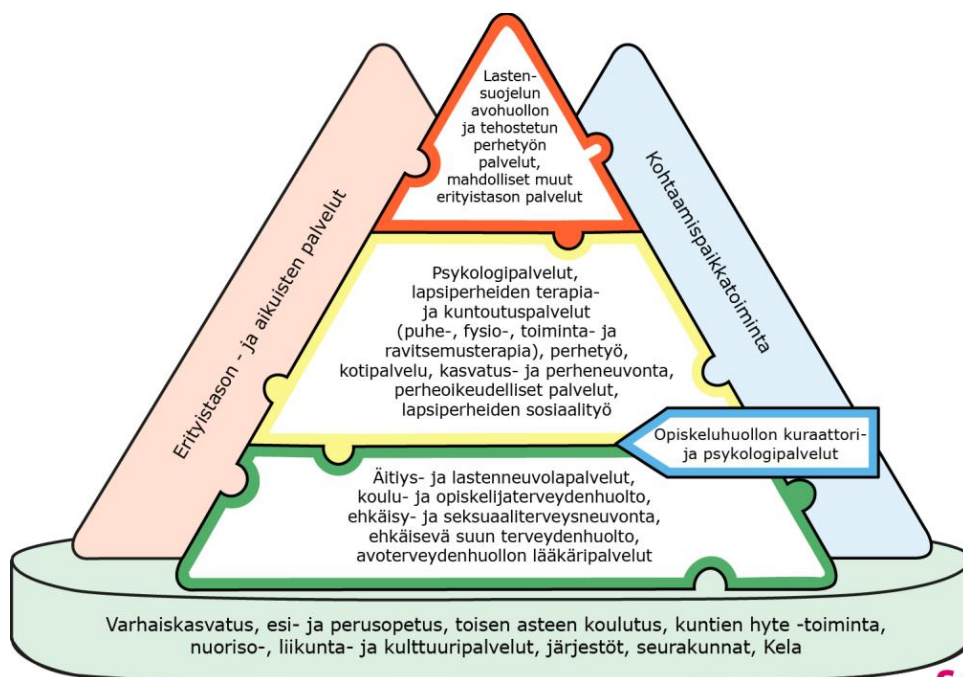 Lasten-
suojelun
avohuollon
ja tehostetun
perhetyön
palvelut,
mahdolliset muut
erityistason palvelut
Erityistason - ja aikuisten palvelut
Kohtaamispaikkatoiminta
Psykologipalvelut,
lapsiperheiden terapia-
ja kuntoutuspalvelut
(puhe-, fysio-, toiminta- ja
ravitsemusterapia), perhetyö,
kotipalvelu, kasvatus- ja perheneuvonta,
perheoikeudelliset palvelut,
lapsiperheiden sosiaalityö
Opiskeluhuollon kuraattori-
ja psykologipalvelut
Äitiys- ja lastenneuvolapalvelut,
koulu- ja opiskelijaterveydenhuolto,
ehkäisy- ja seksuaaliterveysneuvonta,
ehkäisevä suun terveydenhuolto,
avoterveydenhuollon lääkäripalvelut
Varhaiskasvatus, esi- ja perusopetus, toisen asteen koulutus, kuntien hyte -toiminta,
nuoriso-, liikunta- ja kulttuuripalvelut, järjestöt, seurakunnat, Kela